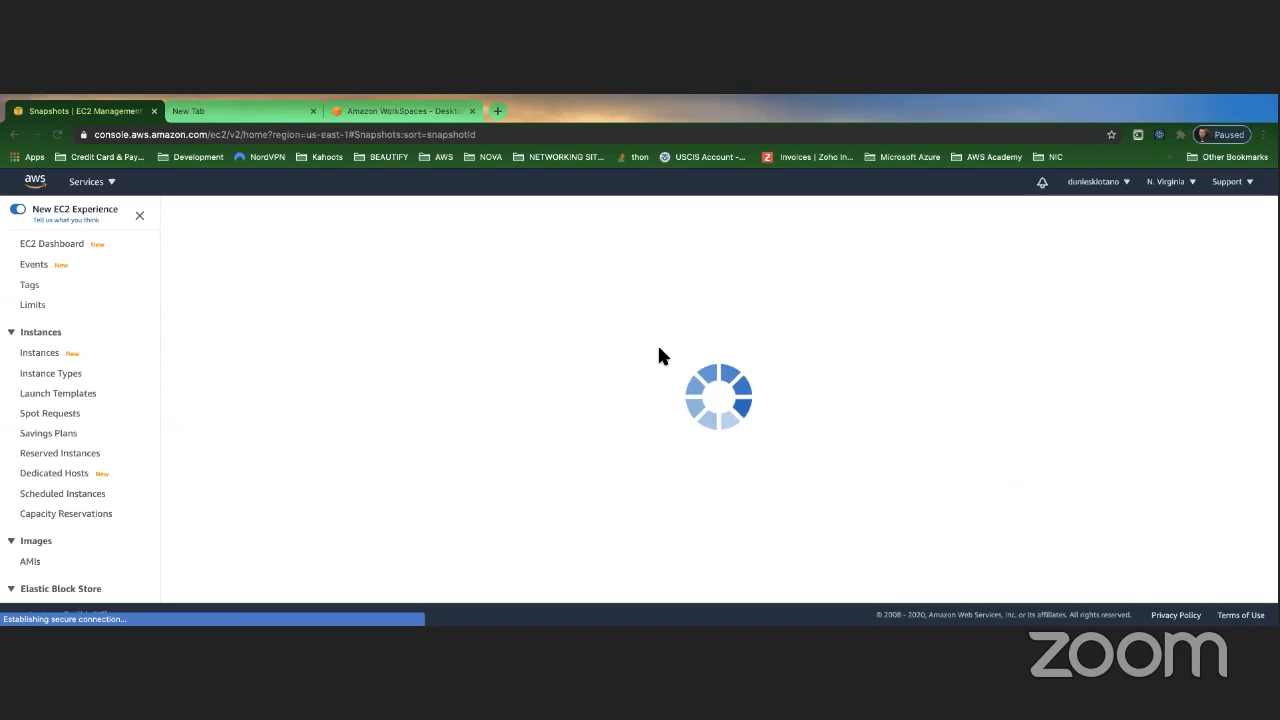 Snapshots | EC2 Management
New Tab
Amazon WorkSpaces - Deskto
console.aws.amazon.com/ec2/v2/home?region=us-east-1#Snapshots:sort=snapshotId
Paused
Apps
Credit Card & Pay...
Development
NordVPN
Kahoots
BEAUTIFY
AWS
NOVA
NETWORKING SIT...
thon
USCIS Account -...
Invoices | Zoho In...
Microsoft Azure
AWS Academy
NIC
Other Bookmarks
aws
Services
duniesklotano
N. Virginia
Support
New EC2 Experience
Tell us what you think
EC2 Dashboard New
Events New
Tags
Limits
Instances
Instances New
Instance Types
Launch Templates
Spot Requests
Savings Plans
Reserved Instances
Dedicated Hosts New
Scheduled Instances
Capacity Reservations
Images
AMIs
Elastic Block Store
Establishing secure connection...
© 2008 - 2020, Amazon Web Services, Inc. or its affiliates. All rights reserved.
Privacy Policy
Terms of Use
zoom